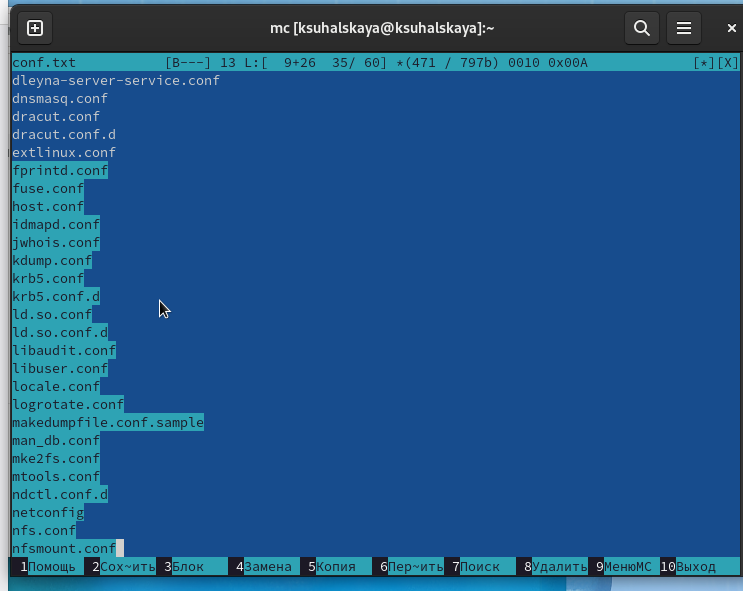 mc [ksuhalskaya@ksuhalskaya]:~
conf.txt [B---] 13 L:[ 9+26 35/ 60] *(471 / 797b) 0010 0x00A [*][X]
dleyna-server-service.conf
dnsmasq.conf
dracut.conf
dracut.conf.d
extlinux.conf
fprintd.conf
fuse.conf
host.conf
idmapd.conf
jwhois.conf
kdump.conf
krb5.conf
krb5.conf.d
ld.so.conf
ld.so.conf.d
libaudit.conf
libuser.conf
locale.conf
logrotate.conf
makedumpfile.conf.sample
man_db.conf
mke2fs.conf
mtools.conf
ndctl.conf.d
netconfig
nfs.conf
nfsmount.conf
1Помощь 2Сох~ить 3Блок 4Замена 5Копия 6Пер~ить 7Поиск 8Удалить 9МенюMC 10Выход